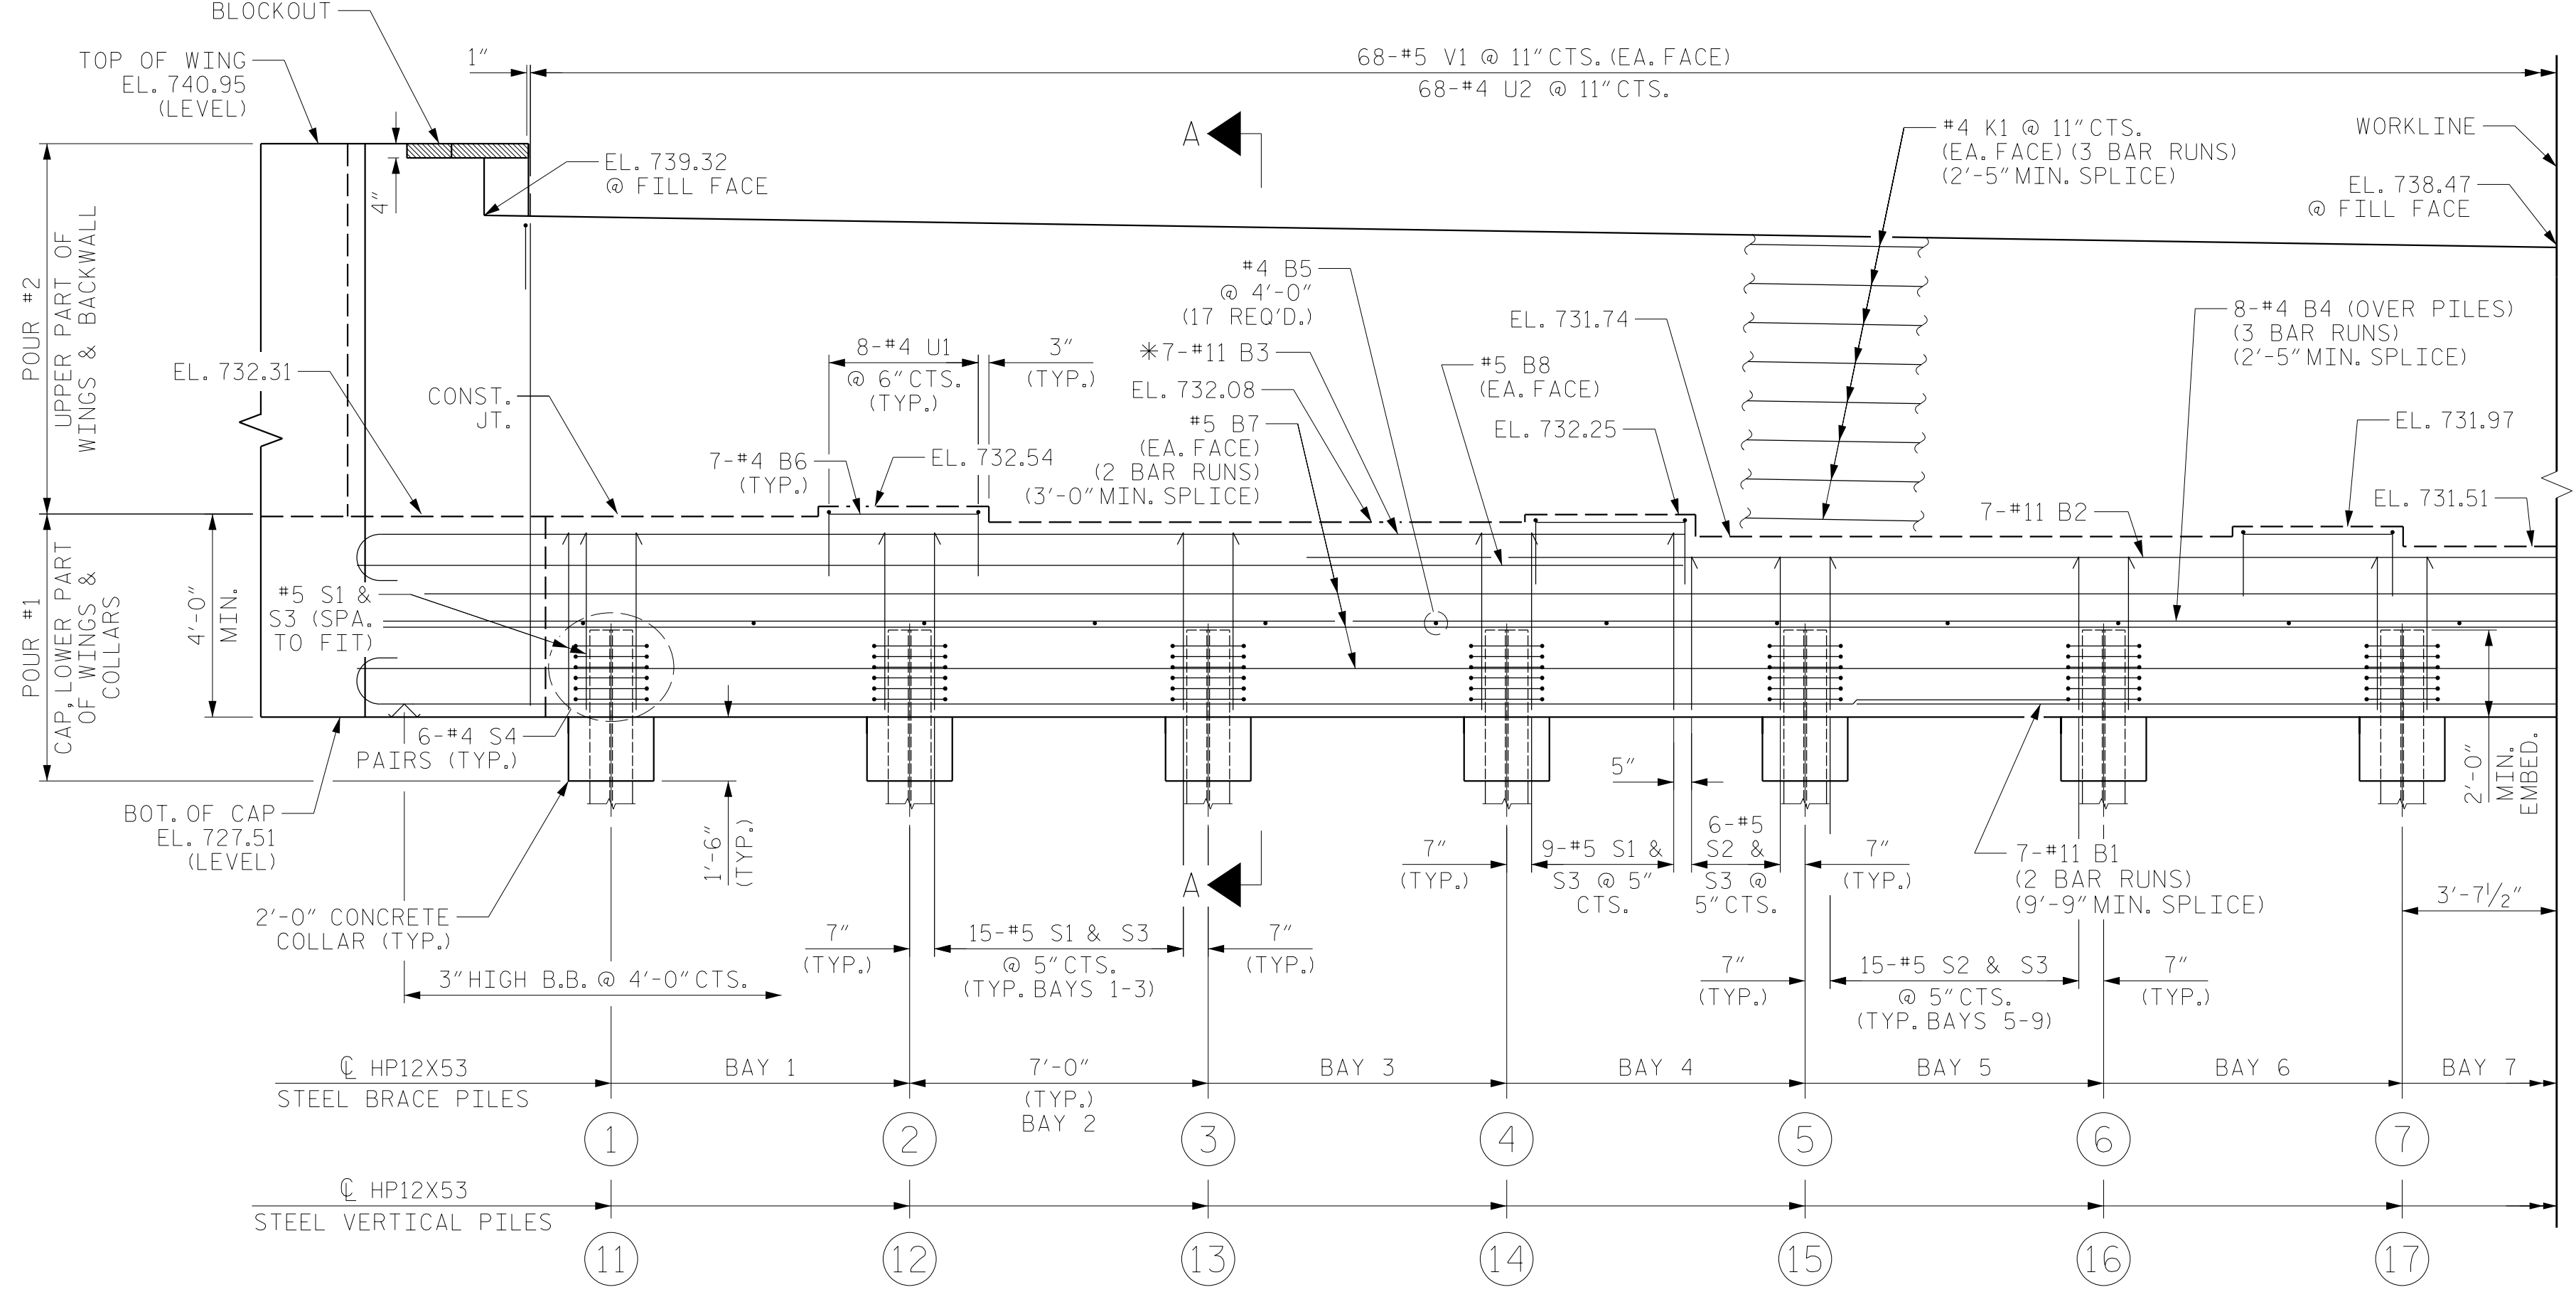 BLOCKOUT
TOP OF WING
EL. 740.95
(LEVEL)
1"
68-#5 V1 @ 11" CTS. (EA. FACE)
68-#4 U2 @ 11" CTS.
A
#4 K1 @ 11" CTS.
(EA. FACE) (3 BAR RUNS)
(2'-5" MIN. SPLICE)
WORKLINE
EL. 739.32
@ FILL FACE
4"
EL. 738.47
@ FILL FACE
POUR #2
UPPER PART OF
WINGS & BACKWALL
#4 B5
@ 4'-0"
(17 REQ'D.)
EL. 731.74
8-#4 B4 (OVER PILES)
(3 BAR RUNS)
(2'-5" MIN. SPLICE)
EL. 732.31
8-#4 U1
@ 6" CTS.
(TYP.)
3"
(TYP.)
*7-#11 B3
EL. 732.08
#5 B8
(EA. FACE)
CONST.
JT.
#5 B7
(EA. FACE)
(2 BAR RUNS)
(3'-0" MIN. SPLICE)
EL. 732.25
EL. 731.97
7-#4 B6
(TYP.)
EL. 732.54
EL. 731.51
7-#11 B2
POUR #1
CAP, LOWER PART
OF WINGS &
COLLARS
4'-0"
MIN.
#5 S1 &
S3 (SPA.
TO FIT)
6-#4 S4
PAIRS (TYP.)
BOT. OF CAP
EL. 727.51
(LEVEL)
1'-6"
(TYP.)
5"
2'-0"
MIN.
EMBED.
7"
(TYP.)
9-#5 S1 &
S3 @ 5"
CTS.
6-#5
S2 &
S3 @
5" CTS.
7"
(TYP.)
7-#11 B1
(2 BAR RUNS)
(9'-9" MIN. SPLICE)
A
3'-7½"
2'-0" CONCRETE
COLLAR (TYP.)
7"
(TYP.)
15-#5 S1 & S3
@ 5" CTS.
(TYP. BAYS 1-3)
7"
(TYP.)
3" HIGH B.B. @ 4'-0" CTS.
7"
(TYP.)
15-#5 S2 & S3
@ 5" CTS.
(TYP. BAYS 5-9)
7"
(TYP.)
℄ HP12X53
STEEL BRACE PILES
BAY 1
7'-0"
(TYP.)
BAY 2
BAY 3
BAY 4
BAY 5
BAY 6
BAY 7
1 2 3 4 5 6 7
℄ HP12X53
STEEL VERTICAL PILES
11 12 13 14 15 16 17